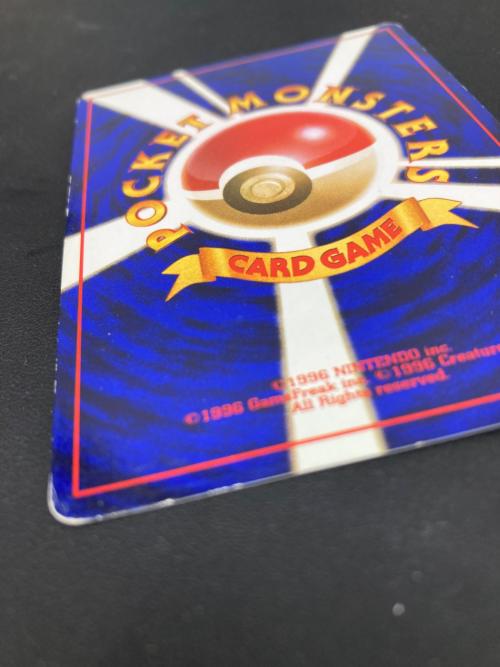 POCKET MONSTERS
CARD GAME
©1996 NINTENDO inc.
©1996 GameFreak inc. ©1996 Creatures
All Rights reserved.